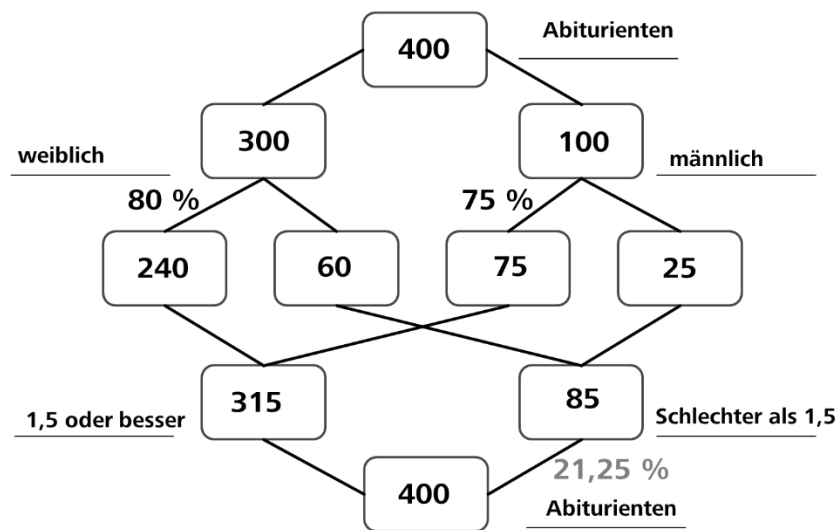 Abiturienten
400
300
100
weiblich
männlich
80 %
75 %
240
60
75
25
315
85
1,5 oder besser
Schlechter als 1,5
21,25 %
400
Abiturienten